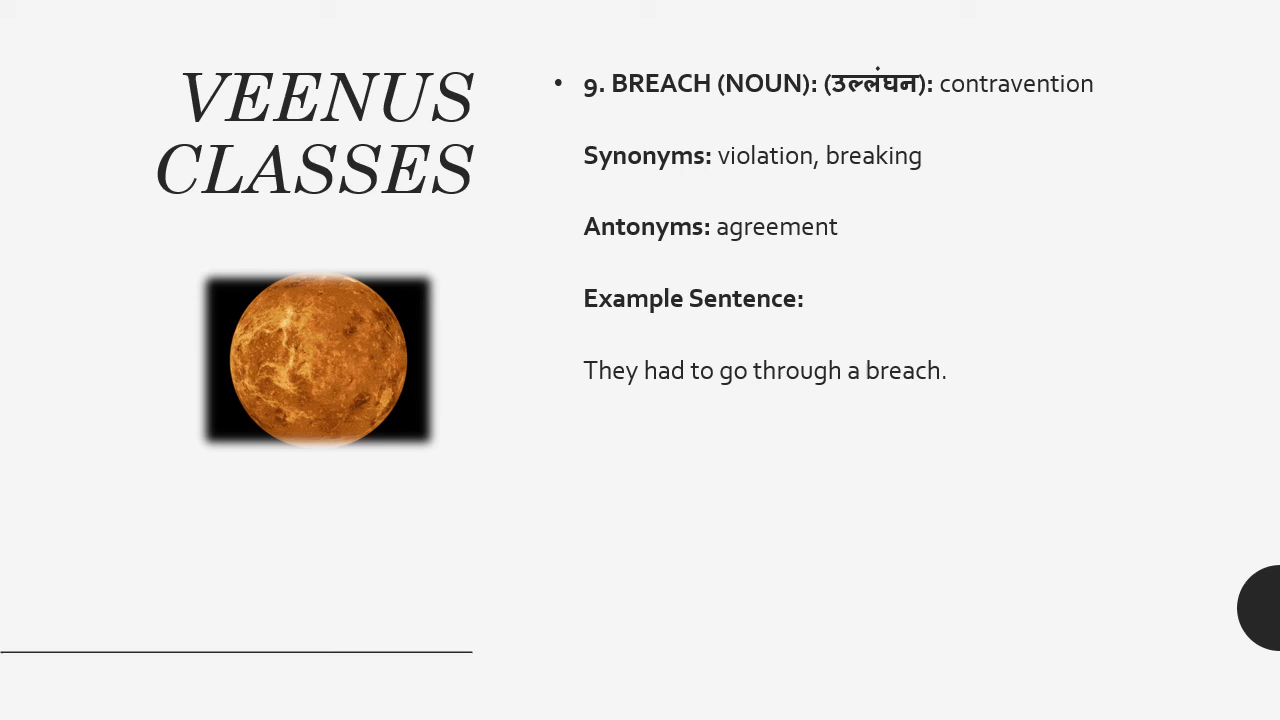 VEENUS
CLASSES
• 9. BREACH (NOUN): (उल्लंघन): contravention
Synonyms: violation, breaking
Antonyms: agreement
Example Sentence:
They had to go through a breach.